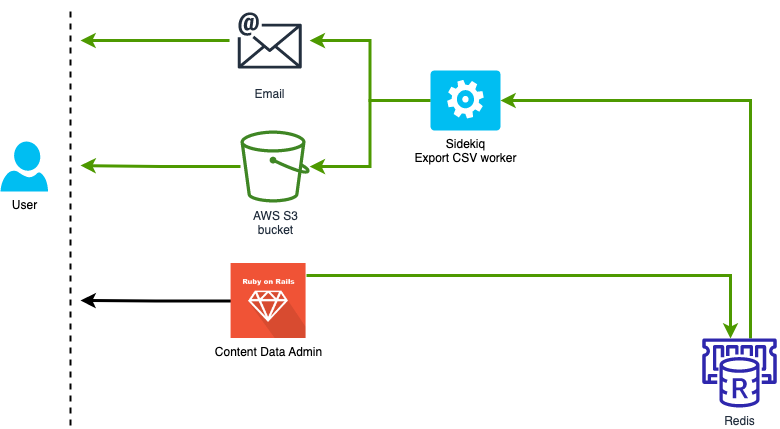 @
Email
Sidekiq
Export CSV worker
User
AWS S3
bucket
Ruby on Rails
Content Data Admin
R
Redis